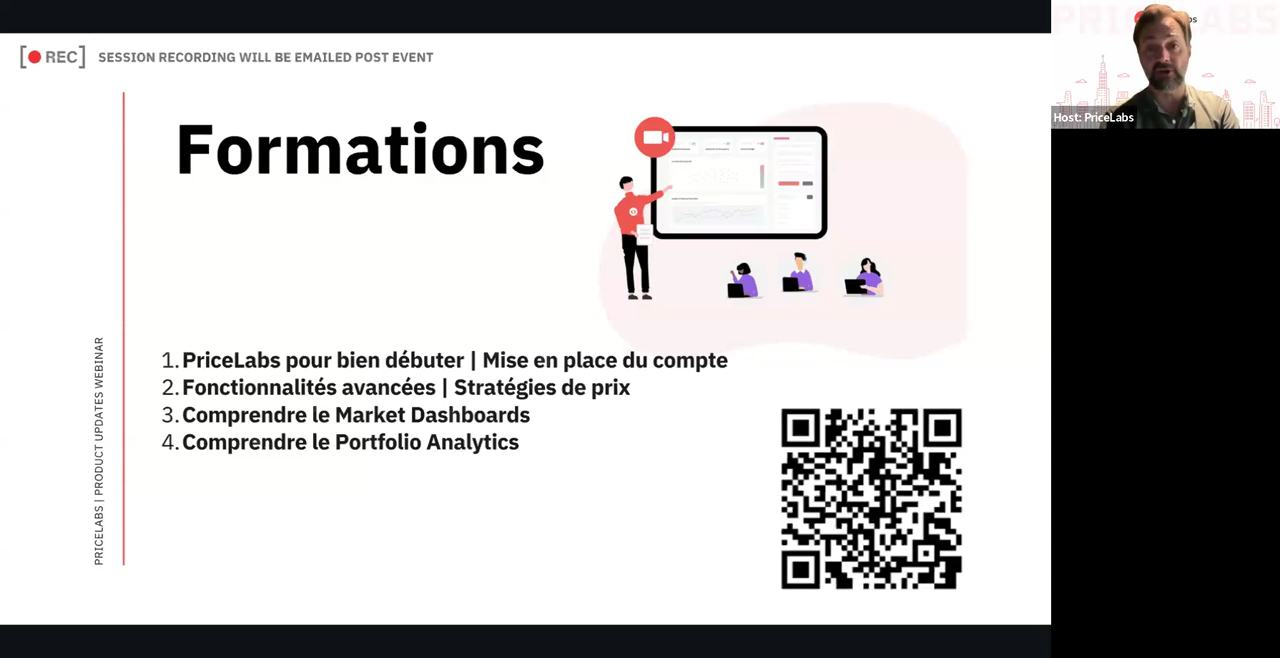 REC SESSION RECORDING WILL BE EMAILED POST EVENT
Formations
1. PriceLabs pour bien débuter | Mise en place du compte
2. Fonctionnalités avancées | Stratégies de prix
3. Comprendre le Market Dashboards
4. Comprendre le Portfolio Analytics
PRICELABS | PRODUCT UPDATES WEBINAR
Host: PriceLabs